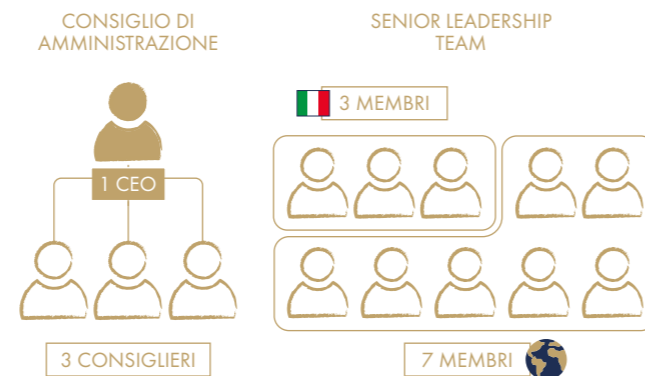 CONSIGLIO DI
AMMINISTRAZIONE
1 CEO
3 CONSIGLIERI
SENIOR LEADERSHIP
TEAM
3 MEMBRI
7 MEMBRI